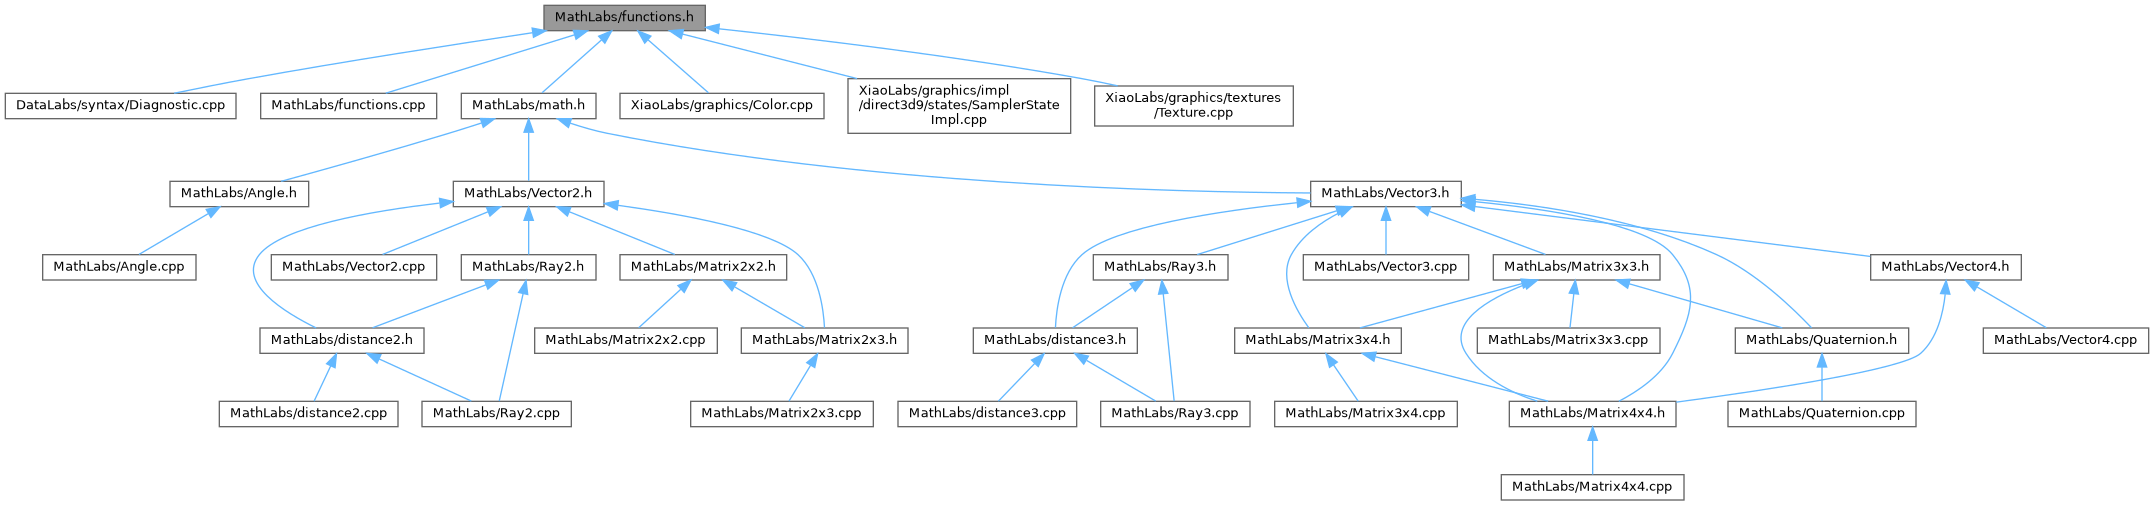 MathLabs/functions.h
DataLabs/syntax/Diagnostic.cpp
MathLabs/functions.cpp
MathLabs/math.h
XiaoLabs/graphics/Color.cpp
XiaoLabs/graphics/impl
/direct3d9/states/SamplerState
Impl.cpp
XiaoLabs/graphics/textures
/Texture.cpp
MathLabs/Angle.h
MathLabs/Vector2.h
MathLabs/Vector3.h
MathLabs/Angle.cpp
MathLabs/Vector2.cpp
MathLabs/Ray2.h
MathLabs/Matrix2x2.h
MathLabs/Ray3.h
MathLabs/Vector3.cpp
MathLabs/Matrix3x3.h
MathLabs/Vector4.h
MathLabs/distance2.h
MathLabs/Matrix2x2.cpp
MathLabs/Matrix2x3.h
MathLabs/distance3.h
MathLabs/Matrix3x4.h
MathLabs/Matrix3x3.cpp
MathLabs/Quaternion.h
MathLabs/Vector4.cpp
MathLabs/distance2.cpp
MathLabs/Ray2.cpp
MathLabs/Matrix2x3.cpp
MathLabs/distance3.cpp
MathLabs/Ray3.cpp
MathLabs/Matrix3x4.cpp
MathLabs/Matrix4x4.h
MathLabs/Quaternion.cpp
MathLabs/Matrix4x4.cpp